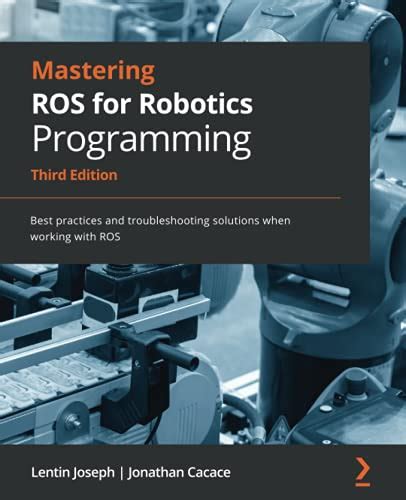 Mastering
ROS for Robotics
Programming
Third Edition
Best practices and troubleshooting solutions when
working with ROS
Lentin Joseph | Jonathan Cacace